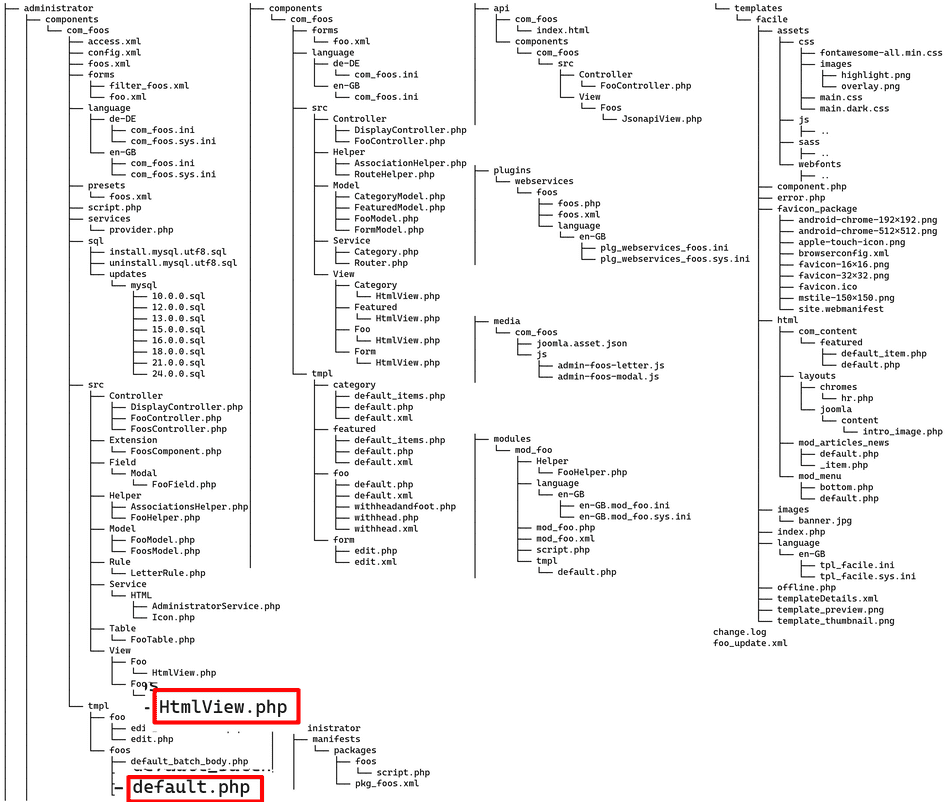 administrator
components
com_foos
access.xml
config.xml
foos.xml
forms
filter_foos.xml
foo.xml
language
de-DE
com_foos.ini
com_foos.sys.ini
en-GB
com_foos.ini
com_foos.sys.ini
presets
foos.xml
script.php
services
provider.php
sql
install.mysql.utf8.sql
uninstall.mysql.utf8.sql
updates
mysql
10.0.0.sql
12.0.0.sql
13.0.0.sql
15.0.0.sql
16.0.0.sql
18.0.0.sql
21.0.0.sql
24.0.0.sql
src
Controller
DisplayController.php
FooController.php
FoosController.php
Extension
FoosComponent.php
Field
Modal
FooField.php
Helper
AssociationsHelper.php
FooHelper.php
Model
FooModel.php
FoosModel.php
Rule
LetterRule.php
Service
HTML
AdministratorService.php
Icon.php
Table
FooTable.php
View
Foo
HtmlView.php
HtmlView.php
tmpl
foo
edit.php
foos
default_batch_body.php
default.php
components
com_foos
forms
foo.xml
language
de-DE
com_foos.ini
en-GB
com_foos.ini
src
Controller
DisplayController.php
FooController.php
Helper
AssociationHelper.php
RouteHelper.php
Model
CategoryModel.php
FeaturedModel.php
FooModel.php
FormModel.php
Service
Category.php
Router.php
View
Category
HtmlView.php
Featured
HtmlView.php
Foo
HtmlView.php
Form
HtmlView.php
tmpl
category
default_items.php
default.php
default.xml
featured
default_items.php
default.php
default.xml
foo
default.php
default.xml
withheadandfoot.php
withhead.php
withhead.xml
form
edit.php
edit.xml
inistrator
manifests
packages
foos
script.php
pkg_foos.xml
api
com_foos
index.html
components
com_foos
src
Controller
FooController.php
View
Foos
JsonapiView.php
plugins
webservices
foos
foos.php
foos.xml
language
en-GB
plg_webservices_foos.ini
plg_webservices_foos.sys.ini
media
com_foos
joomla.asset.json
js
admin-foos-letter.js
admin-foos-modal.js
modules
mod_foo
Helper
FooHelper.php
language
en-GB
en-GB.mod_foo.ini
en-GB.mod_foo.sys.ini
mod_foo.php
mod_foo.xml
script.php
tmpl
default.php
templates
facile
assets
css
fontawesome-all.min.css
images
highlight.png
overlay.png
main.css
main.dark.css
js
..
sass
..
webfonts
..
component.php
error.php
favicon_package
android-chrome-192×192.png
android-chrome-512×512.png
apple-touch-icon.png
browserconfig.xml
favicon-16×16.png
favicon-32×32.png
favicon.ico
mstile-150×150.png
site.webmanifest
html
com_content
featured
default_item.php
default.php
layouts
chromes
hr.php
joomla
content
intro_image.php
mod_articles_news
default.php
_item.php
mod_menu
bottom.php
default.php
images
banner.jpg
index.php
language
en-GB
tpl_facile.ini
tpl_facile.sys.ini
offline.php
templateDetails.xml
template_preview.png
template_thumbnail.png
change.log
foo_update.xml